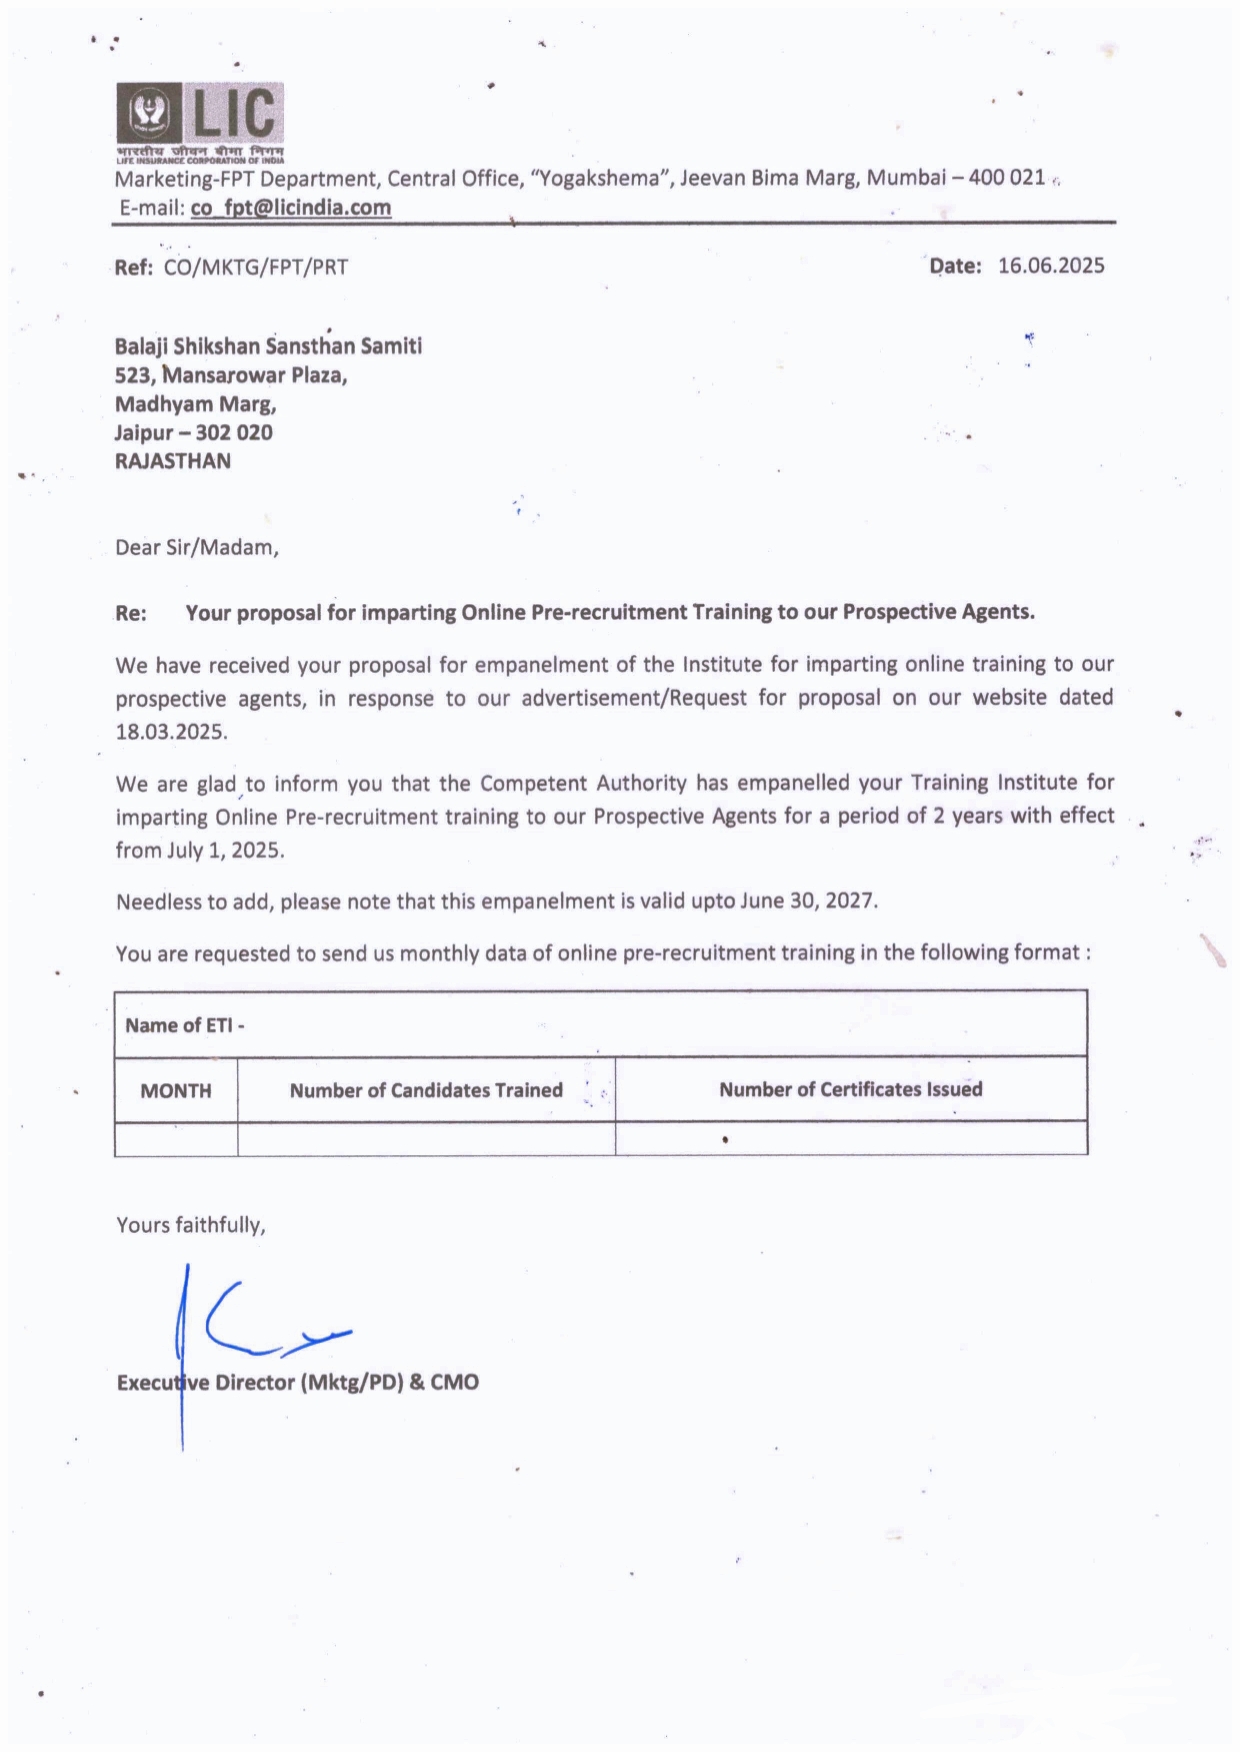 LIC
भारतीय जीवन बीमा निगम
LIFE INSURANCE CORPORATION OF INDIA
Marketing-FPT Department, Central Office, “Yogakshema”, Jeevan Bima Marg, Mumbai – 400 021
E-mail: co_fpt@licindia.com
Ref: CO/MKTG/FPT/PRT Date: 16.06.2025
Balaji Shikshan Sansthan Samiti
523, Mansarowar Plaza,
Madhyam Marg,
Jaipur – 302 020
RAJASTHAN
Dear Sir/Madam,
Re: Your proposal for imparting Online Pre-recruitment Training to our Prospective Agents.
We have received your proposal for empanelment of the Institute for imparting online training to our
prospective agents, in response to our advertisement/Request for proposal on our website dated
18.03.2025.
We are glad to inform you that the Competent Authority has empanelled your Training Institute for
imparting Online Pre-recruitment training to our Prospective Agents for a period of 2 years with effect
from July 1, 2025.
Needless to add, please note that this empanelment is valid upto June 30, 2027.
You are requested to send us monthly data of online pre-recruitment training in the following format :
Name of ETI -
MONTH Number of Candidates Trained Number of Certificates Issued
Yours faithfully,
Executive Director (Mktg/PD) & CMO